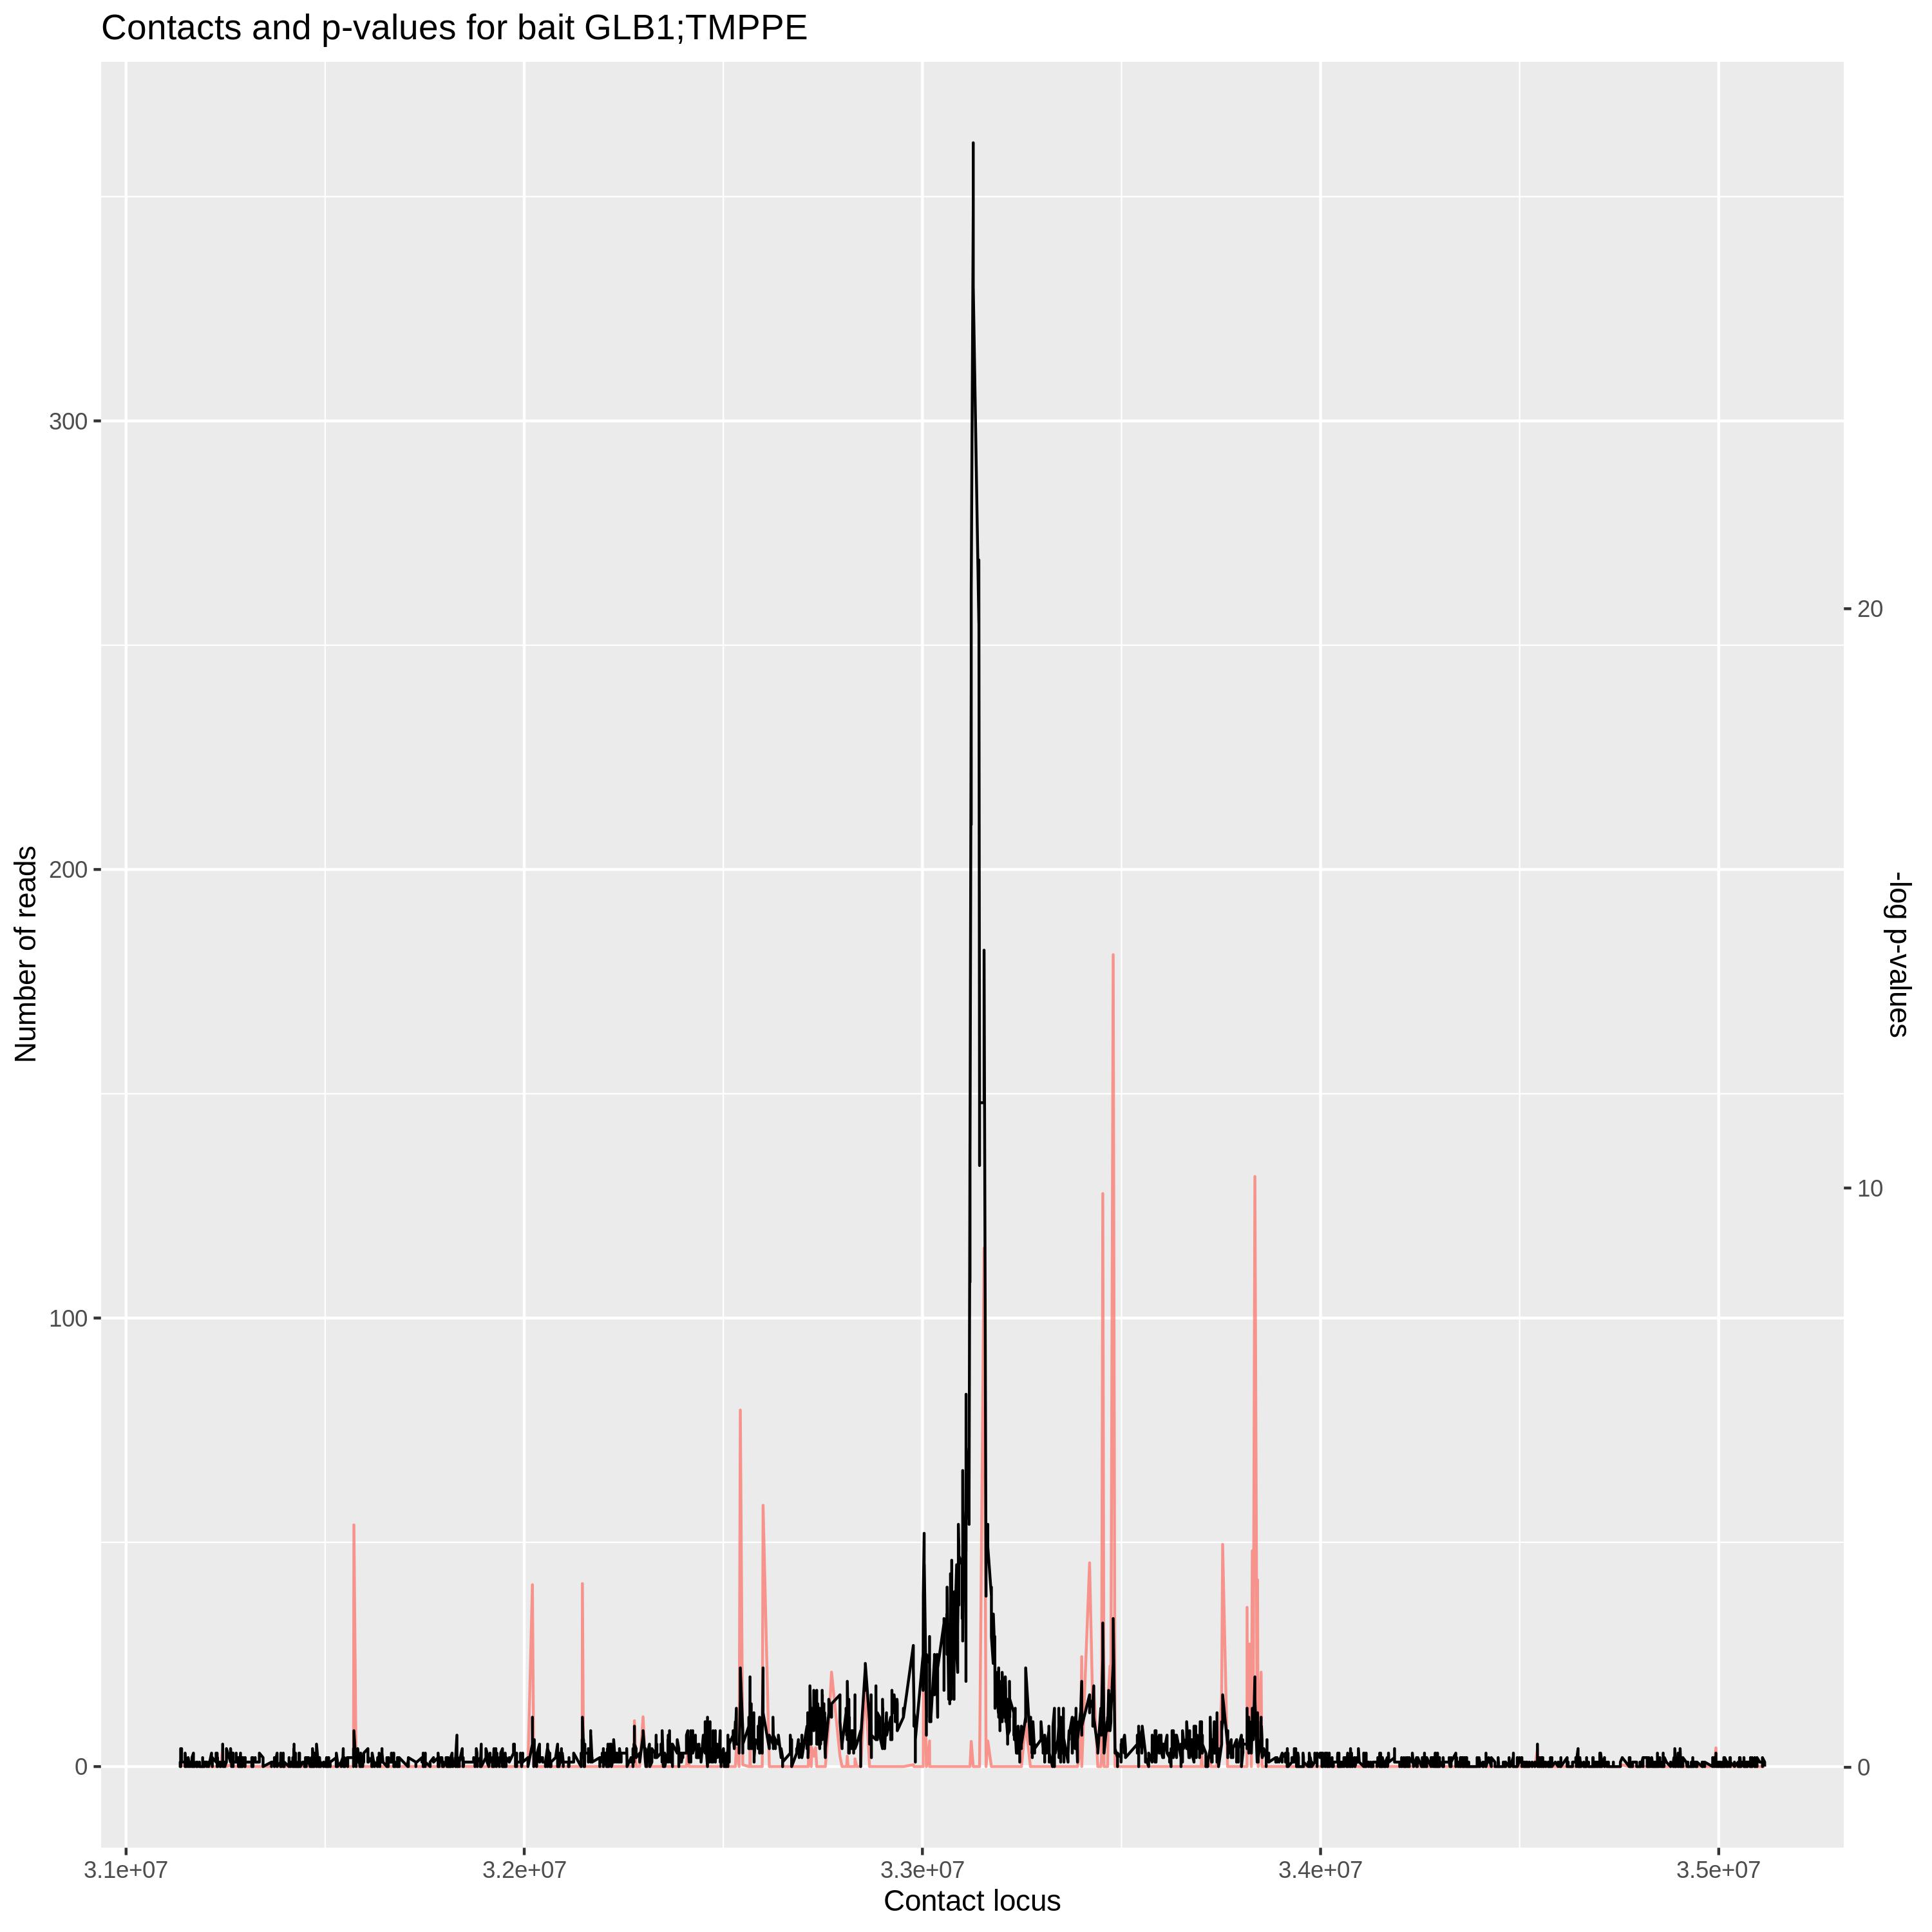 Contacts and p-values for bait GLB1;TMPPE
300
200
100
0
Number of reads
20
10
0
-log p-values
3.1e+07 3.2e+07 3.3e+07 3.4e+07 3.5e+07
Contact locus